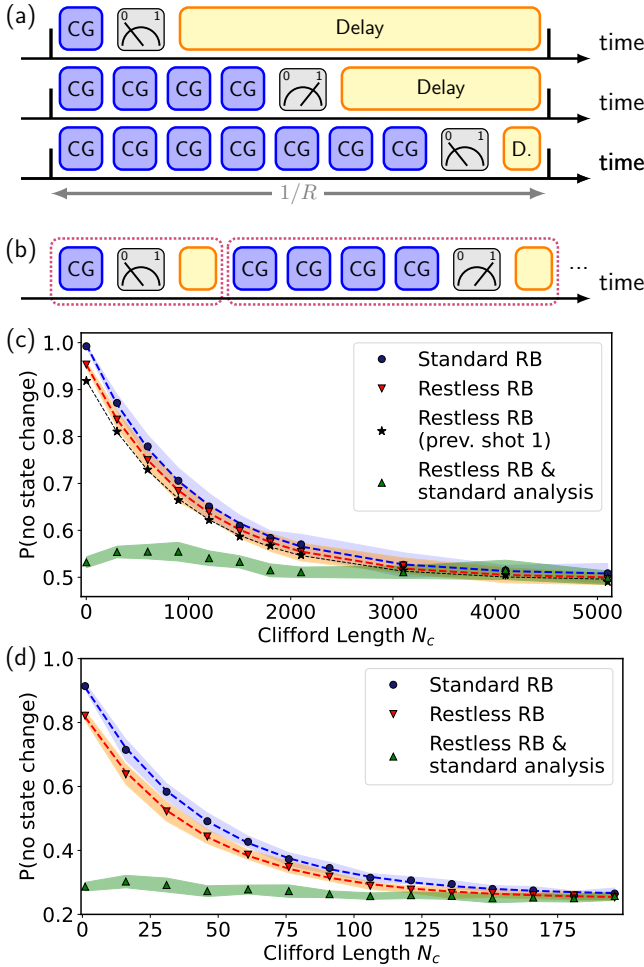 (a)
CG 0 1 Delay
time
CG CG CG CG 0 1 Delay
time
CG CG CG CG CG CG CG 0 1 D.
time
1/R
(b)
CG 0 1 CG CG CG CG 0 1 ...
time
(c)
P(no state change)
1.0
0.9
0.8
0.7
0.6
0.5
Standard RB
Restless RB
Restless RB
(prev. shot 1)
Restless RB &
standard analysis
0 1000 2000 3000 4000 5000
Clifford Length N_c
(d)
P(no state change)
1.0
0.8
0.6
0.4
0.2
Standard RB
Restless RB
Restless RB &
standard analysis
0 25 50 75 100 125 150 175
Clifford Length N_c